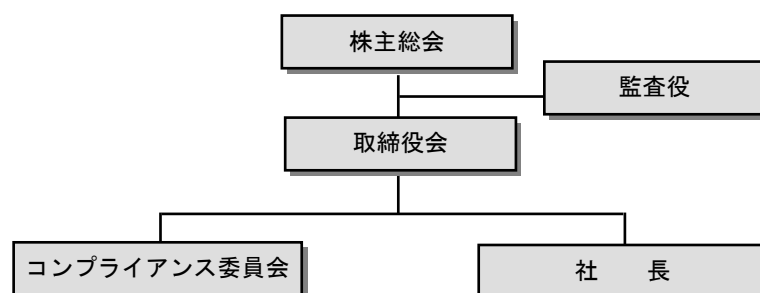 株主総会
監査役
取締役会
コンプライアンス委員会
社　　長